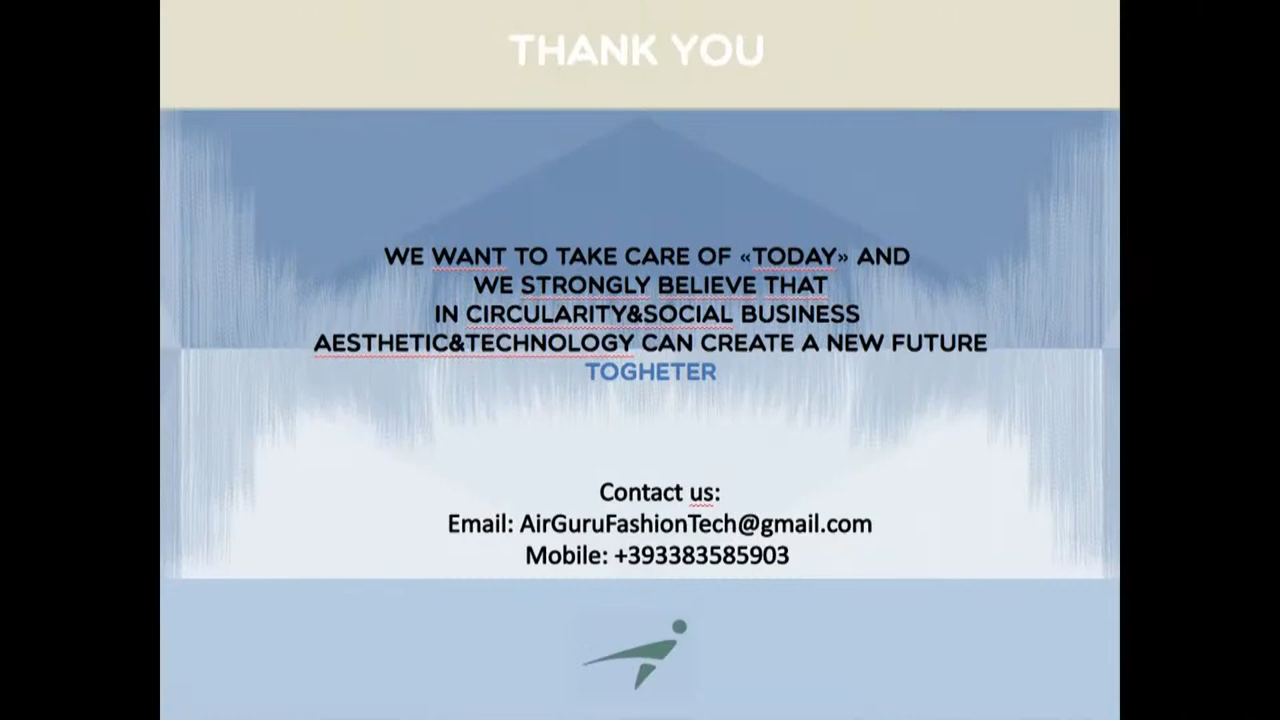 THANK YOU
WE WANT TO TAKE CARE OF «TODAY» AND
WE STRONGLY BELIEVE THAT
IN CIRCULARITY&SOCIAL BUSINESS
AESTHETIC&TECHNOLOGY CAN CREATE A NEW FUTURE
TOGHETER
Contact us:
Email: AirGuruFashionTech@gmail.com
Mobile: +393383585903